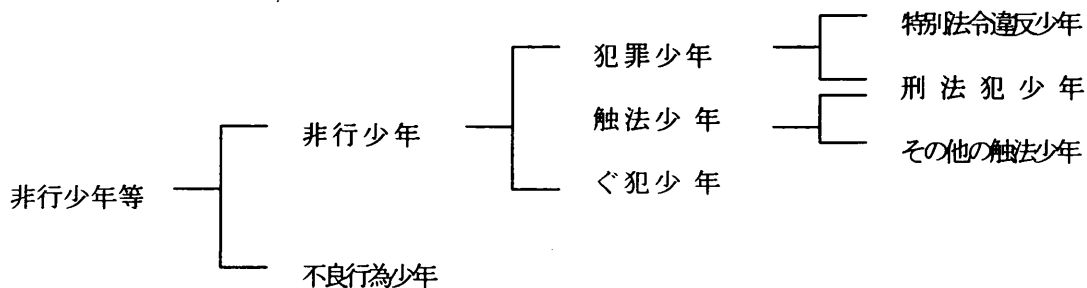 特別法令違反少年
犯罪少年
刑法犯少年
触法少年
非行少年
その他の触法少年
ぐ犯少年
非行少年等
不良行為少年